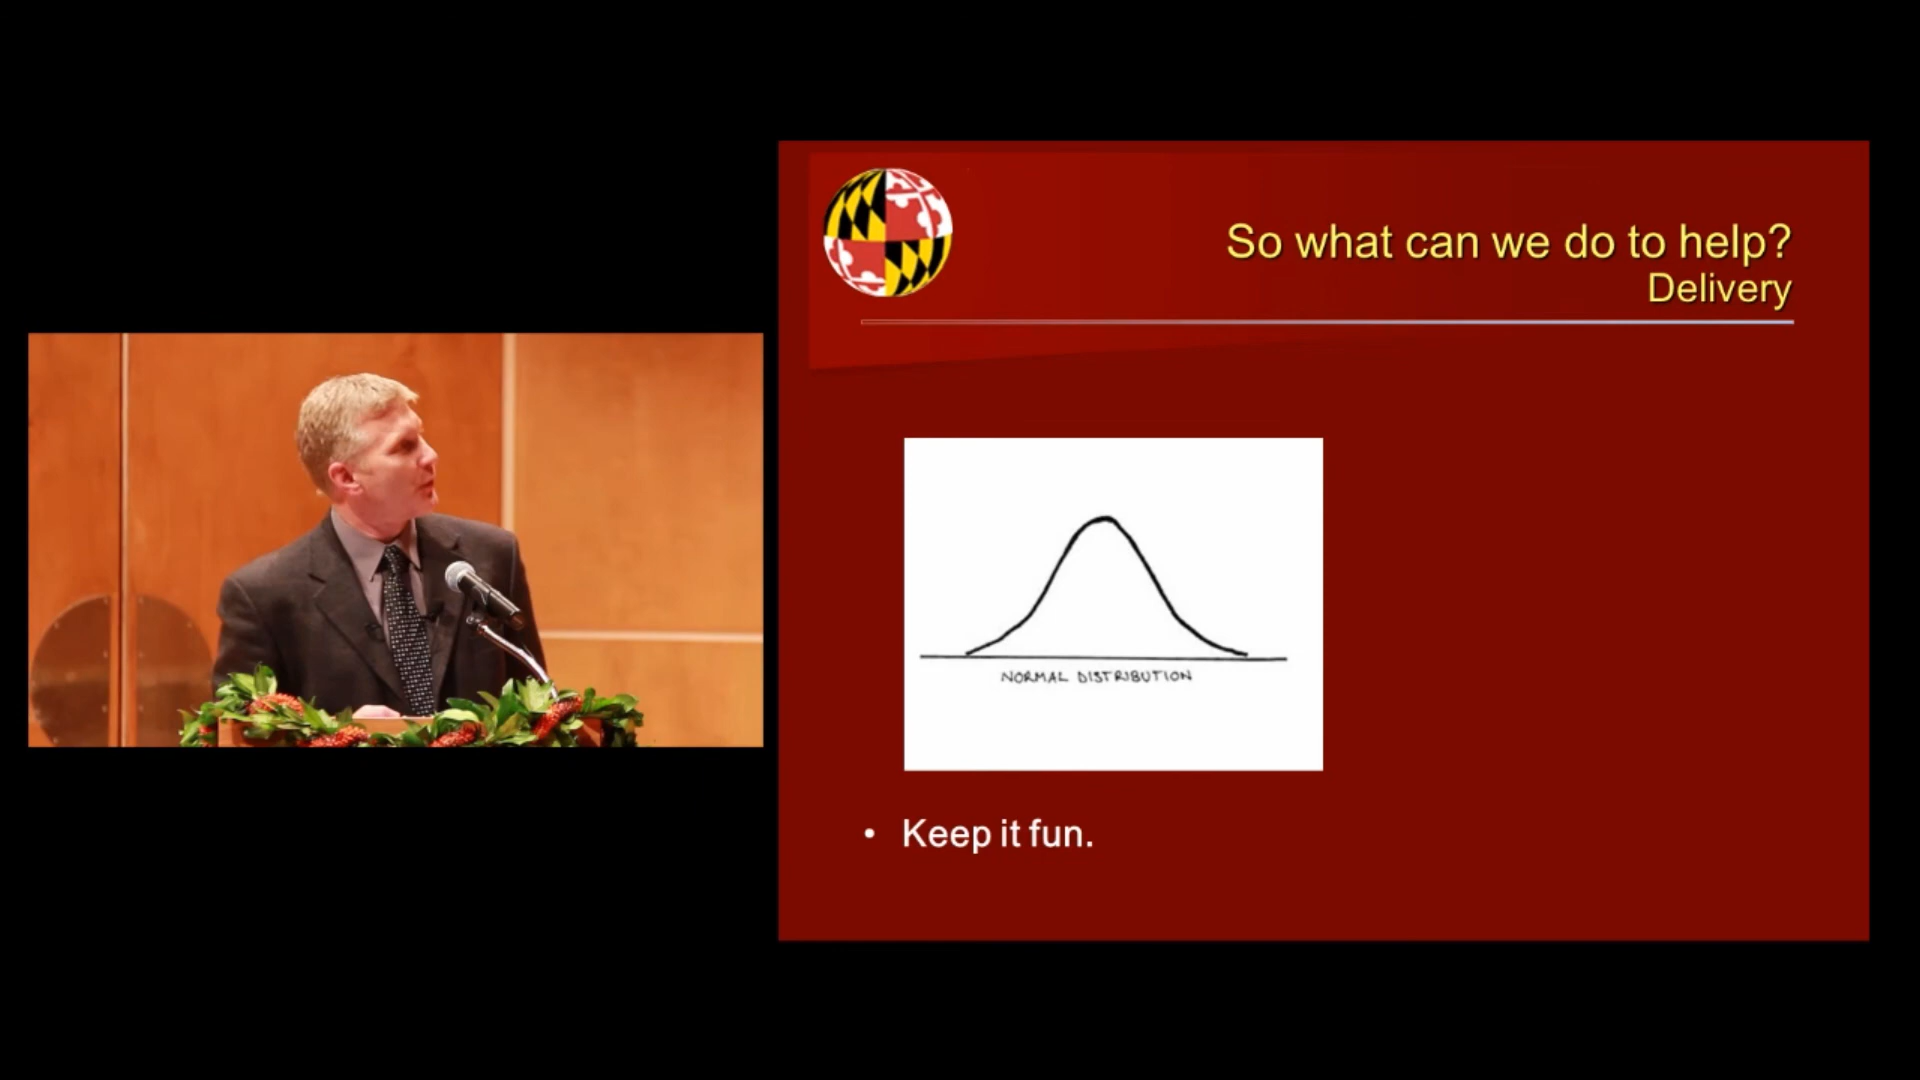 So what can we do to help?
Delivery
NORMAL DISTRIBUTION
• Keep it fun.